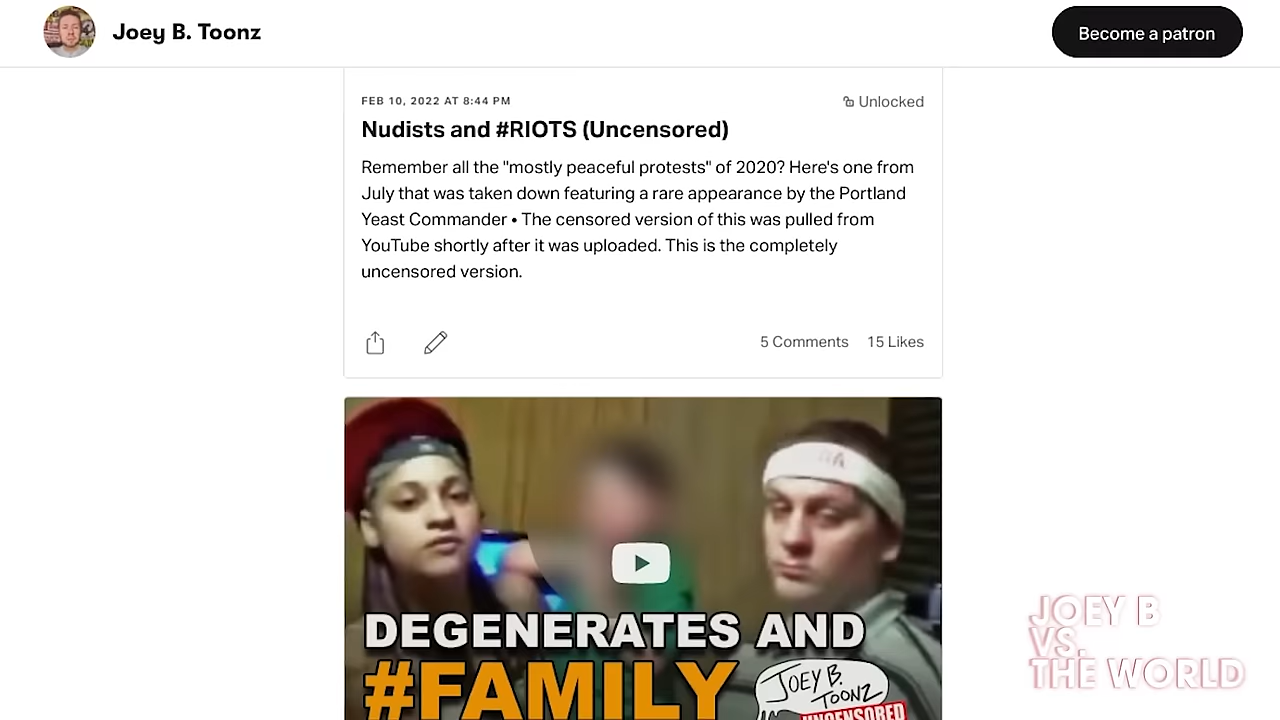 Joey B. Toonz
Become a patron
FEB 10, 2022 AT 8:44 PM
Unlocked
Nudists and #RIOTS (Uncensored)
Remember all the "mostly peaceful protests" of 2020? Here's one from
July that was taken down featuring a rare appearance by the Portland
Yeast Commander • The censored version of this was pulled from
YouTube shortly after it was uploaded. This is the completely
uncensored version.
5 Comments
15 Likes
DEGENERATES AND
#FAMILY
JOEY B.
TOONZ
UNCENSORED
JOEY B
VS.
THE WORLD